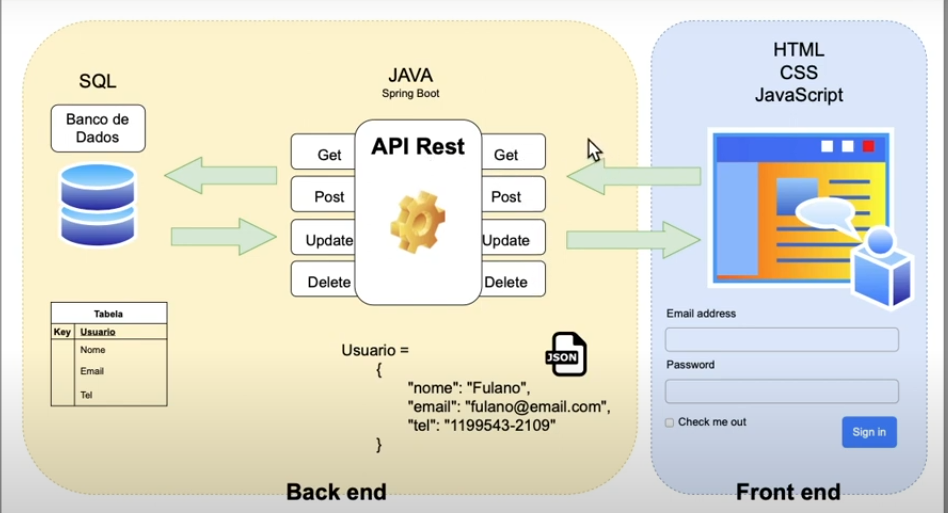 SQL
Banco de
Dados
Tabela
Key Usuario
Nome
Email
Tel
JAVA
Spring Boot
API Rest
Get
Post
Update
Delete
Get
Post
Update
Delete
Usuario =
{
"nome": "Fulano",
"email": "fulano@email.com",
"tel": "1199543-2109"
}
JSON
Back end
HTML
CSS
JavaScript
Email address
Password
Check me out
Sign in
Front end